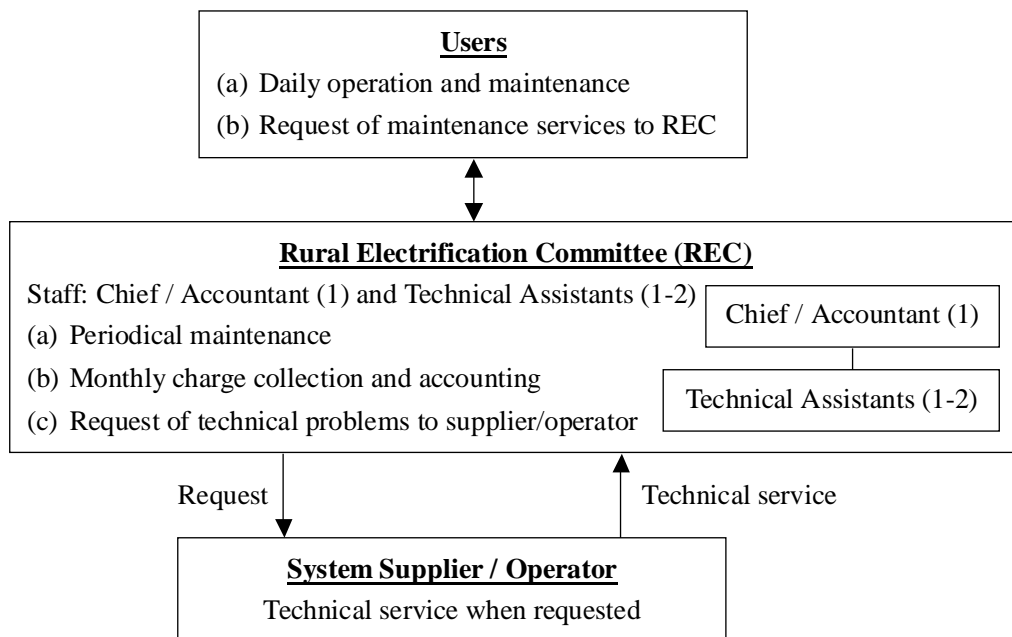 Users
(a) Daily operation and maintenance
(b) Request of maintenance services to REC
Rural Electrification Committee (REC)
Staff: Chief / Accountant (1) and Technical Assistants (1-2)
(a) Periodical maintenance
(b) Monthly charge collection and accounting
(c) Request of technical problems to supplier/operator
Chief / Accountant (1)
Technical Assistants (1-2)
Request
Technical service
System Supplier / Operator
Technical service when requested